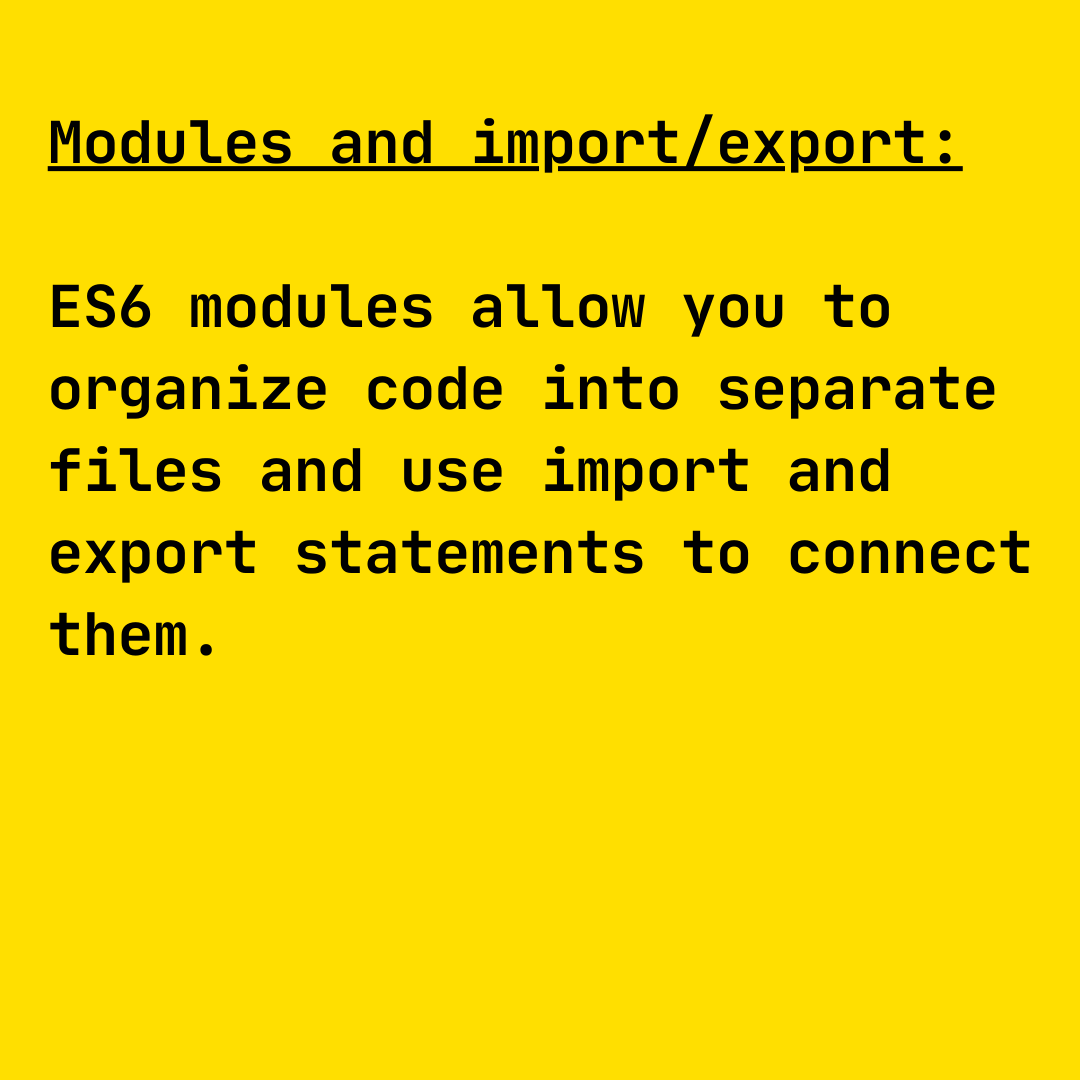 Modules and import/export:
ES6 modules allow you to
organize code into separate
files and use import and
export statements to connect
them.